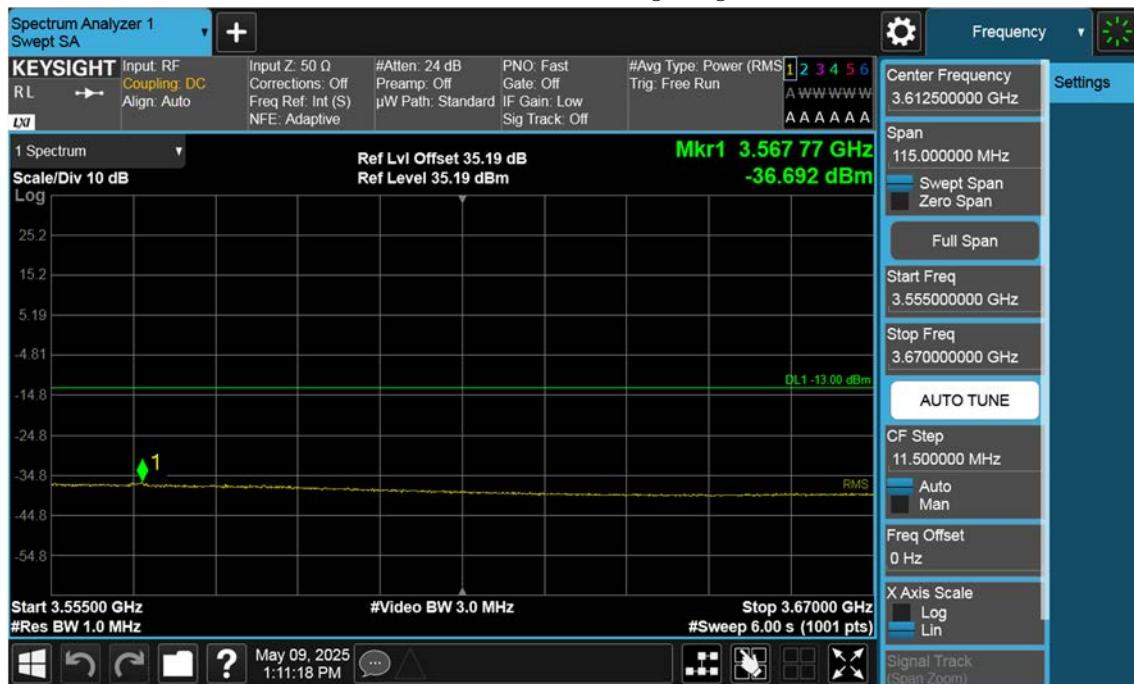 Spectrum Analyzer 1
Swept SA
+
Frequency
KEYSIGHT
RL
LXI
Input: RF
Coupling: DC
Align: Auto
Input Z: 50 Ω
Corrections: Off
Freq Ref: Int (S)
NFE: Adaptive
#Atten: 24 dB
Preamp: Off
µW Path: Standard
PNO: Fast
Gate: Off
IF Gain: Low
Sig Track: Off
#Avg Type: Power (RMS
Trig: Free Run
1 2 3 4 5 6
A W W W W W
A A A A A A
1 Spectrum
Scale/Div 10 dB
Log
Ref Lvl Offset 35.19 dB
Ref Level 35.19 dBm
Mkr1 3.567 77 GHz
-36.692 dBm
25.2
15.2
5.19
-4.81
DL1 -13.00 dBm
-14.8
-24.8
1
-34.8
RMS
-44.8
-54.8
Start 3.55500 GHz
#Video BW 3.0 MHz
Stop 3.67000 GHz
#Res BW 1.0 MHz
#Sweep 6.00 s (1001 pts)
?
May 09, 2025
1:11:18 PM
Center Frequency
3.612500000 GHz
Settings
Span
115.000000 MHz
Swept Span
Zero Span
Full Span
Start Freq
3.555000000 GHz
Stop Freq
3.670000000 GHz
AUTO TUNE
CF Step
11.500000 MHz
Auto
Man
Freq Offset
0 Hz
X Axis Scale
Log
Lin
Signal Track
(Span Zoom)